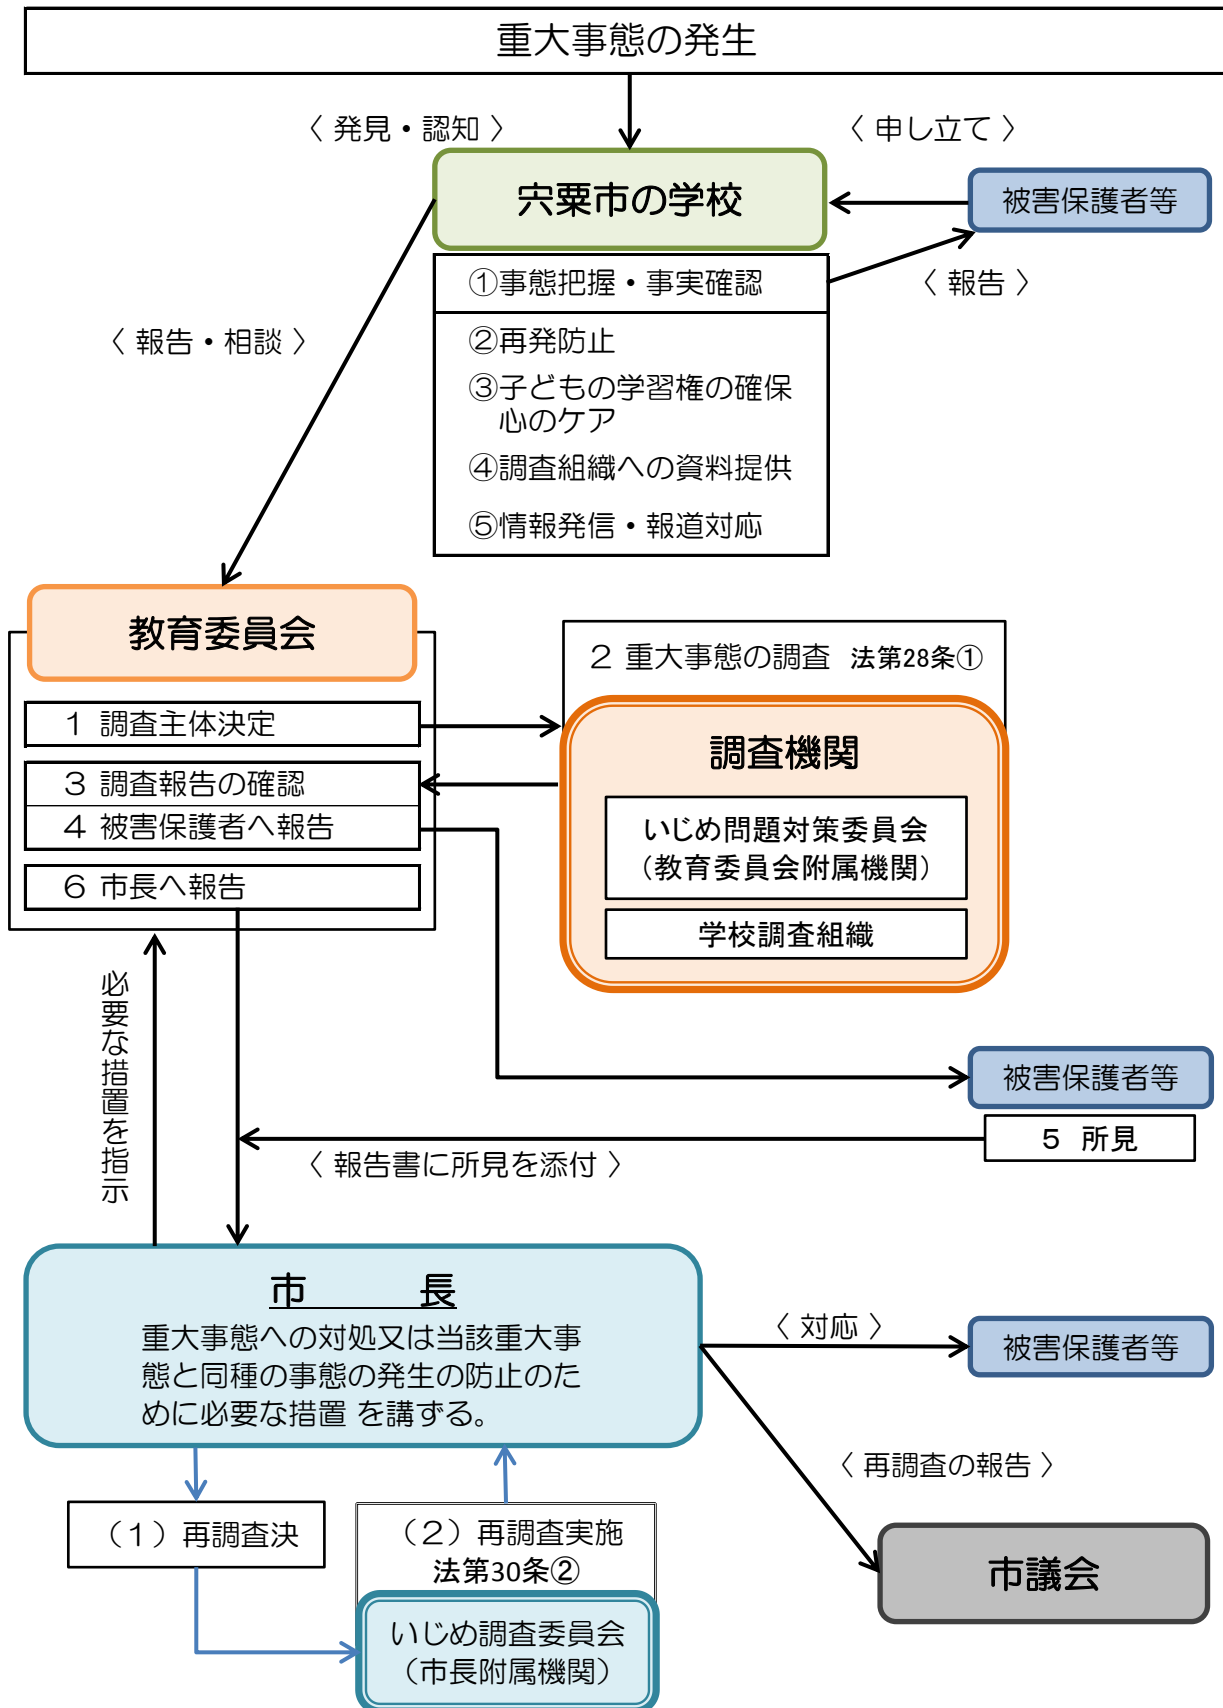 重大事態の発生
〈 発見・認知 〉
〈 申し立て 〉
宍粟市の学校
被害保護者等
①事態把握・事実確認
〈 報告 〉
〈 報告・相談 〉
②再発防止
③子どもの学習権の確保
心のケア
④調査組織への資料提供
⑤情報発信・報道対応
教育委員会
1 調査主体決定
3 調査報告の確認
4 被害保護者へ報告
6 市長へ報告
2 重大事態の調査 法第28条①
調査機関
いじめ問題対策委員会
(教育委員会附属機関)
学校調査組織
必要な措置を指示
被害保護者等
5 所見
〈 報告書に所見を添付 〉
市 長
重大事態への対処又は当該重大事
態と同種の事態の発生の防止のた
めに必要な措置 を講ずる。
〈 対応 〉
被害保護者等
〈 再調査の報告 〉
市議会
(1)再調査決
(2)再調査実施
法第30条②
いじめ調査委員会
(市長附属機関)